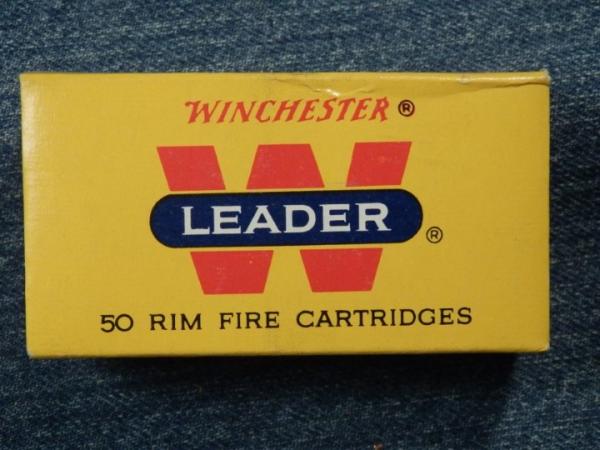 WINCHESTER ®
W
LEADER ®
50 RIM FIRE CARTRIDGES